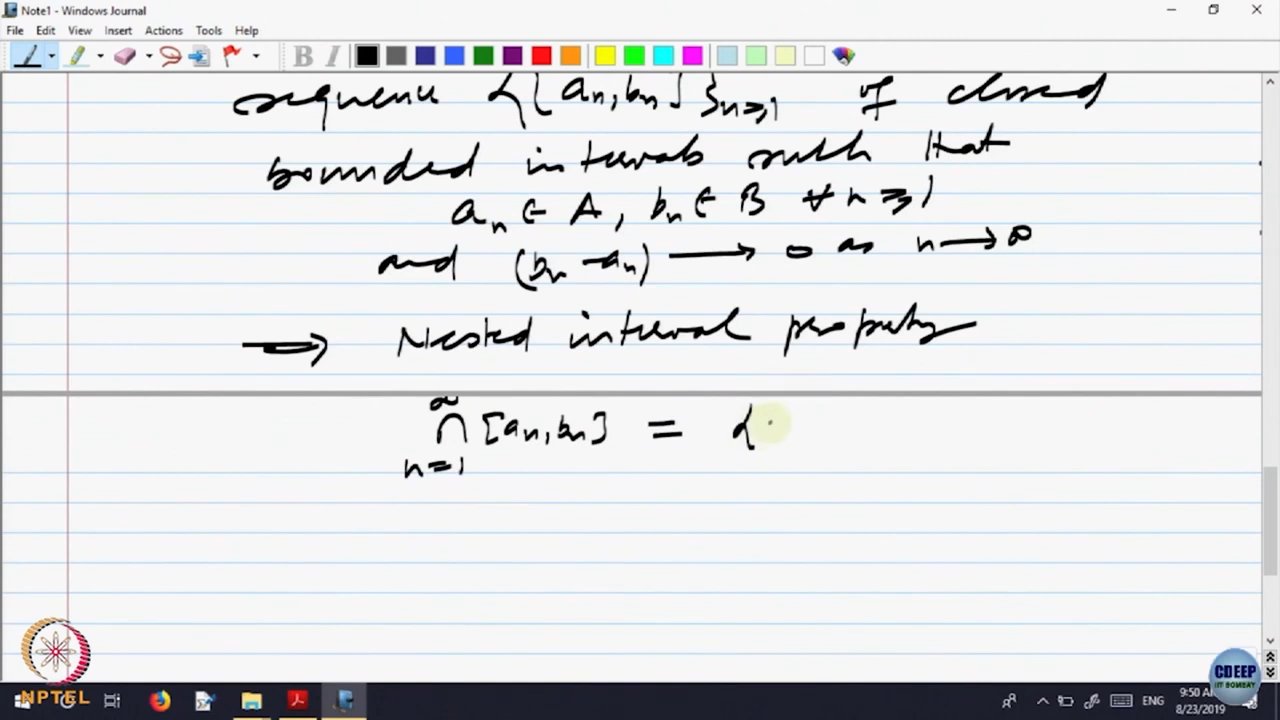 Note1 - Windows Journal
File Edit View Insert Actions Tools Help
B I
sequence {[an, bn]}n≥1 of closed
bounded intervals such that
an ∈ A, bn ∈ B ∀ n ≥ 1
and (bn - an) ⟶ 0 as n ⟶ ∞
⇒ Nested interval property
∞
∩ [an, bn] = {
n=1
CDEEP
IIT BOMBAY
NPTEL
ENG
9:50 A
8/23/2019